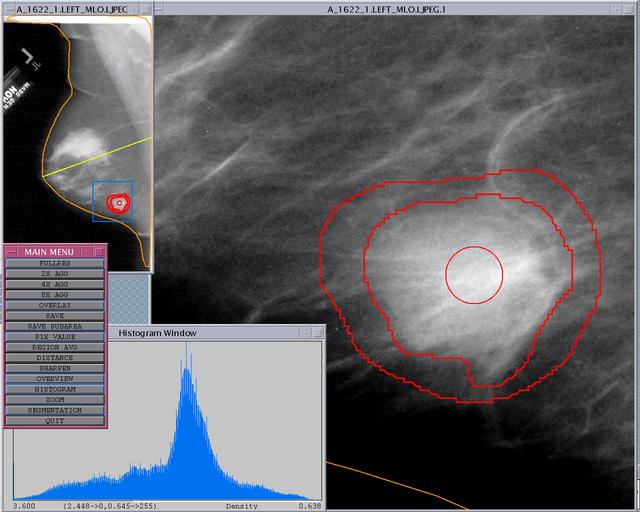 A_1622_1.LEFT_MLO.LJPEG
A_1622_1.LEFT_MLO.LJPEG.1
MAIN MENU
FULLRES
2X AGG
4X AGG
8X AGG
OVERLAY
SAVE
SAVE SUBAREA
PIX VALUE
REGION AVG
DISTANCE
SHARPEN
OVERVIEW
HISTOGRAM
ZOOM
SEGMENTATION
QUIT
Histogram Window
3.600 (2.448->0,0.645->255) Density 0.638